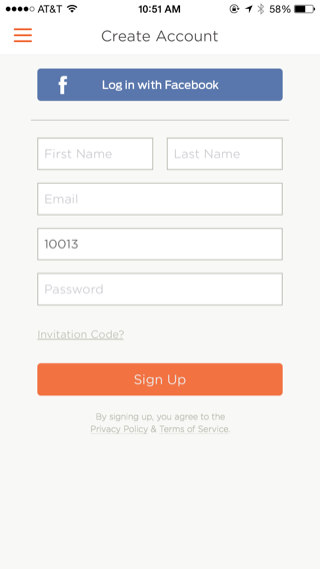 AT&T 10:51 AM 58%
Create Account
f Log in with Facebook
First Name Last Name
Email
10013
Password
Invitation Code?
Sign Up
By signing up, you agree to the
Privacy Policy & Terms of Service.